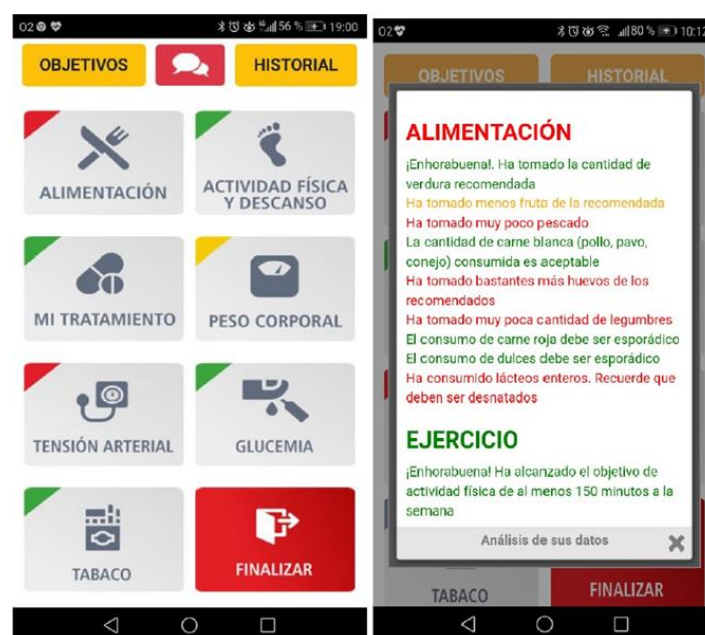 O2 56 % 19:00
OBJETIVOS
HISTORIAL
ALIMENTACIÓN
ACTIVIDAD FÍSICA
Y DESCANSO
MI TRATAMIENTO
PESO CORPORAL
TENSIÓN ARTERIAL
GLUCEMIA
TABACO
FINALIZAR
O2 80 % 10:12
OBJETIVOS
HISTORIAL
ALIMENTACIÓN
¡Enhorabuena!. Ha tomado la cantidad de
verdura recomendada
Ha tomado menos fruta de la recomendada
Ha tomado muy poco pescado
La cantidad de carne blanca (pollo, pavo,
conejo) consumida es aceptable
Ha tomado bastantes más huevos de los
recomendados
Ha tomado muy poca cantidad de legumbres
El consumo de carne roja debe ser esporádico
El consumo de dulces debe ser esporádico
Ha consumido lácteos enteros. Recuerde que
deben ser desnatados
EJERCICIO
¡Enhorabuena! Ha alcanzado el objetivo de
actividad física de al menos 150 minutos a la
semana
Análisis de sus datos
TABACO
FINALIZAR